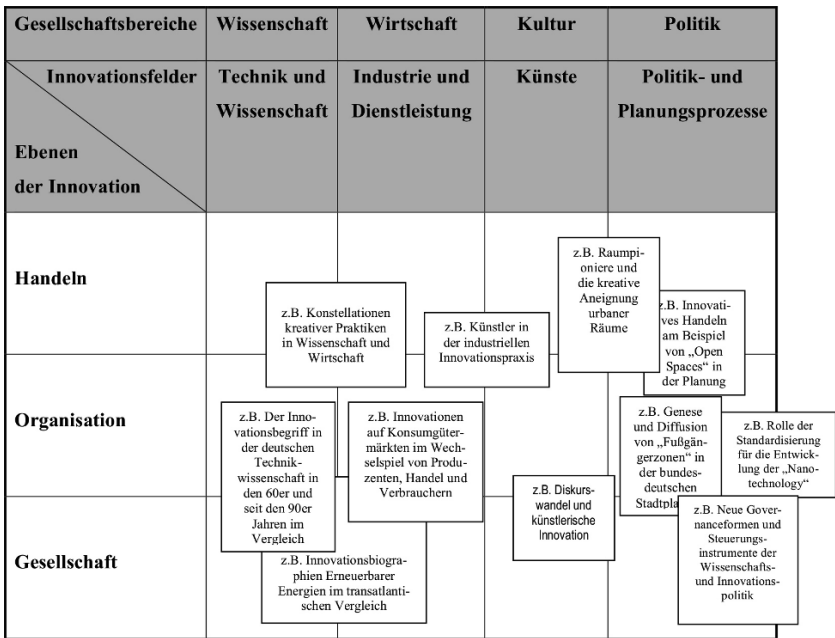 Gesellschaftsbereiche
Wissenschaft
Wirtschaft
Kultur
Politik
Innovationsfelder
Ebenen
der Innovation
Technik und
Wissenschaft
Industrie und
Dienstleistung
Künste
Politik- und
Planungsprozesse
Handeln
z.B. Konstellationen
kreativer Praktiken
in Wissenschaft und
Wirtschaft
z.B. Künstler in
der industriellen
Innovationspraxis
z.B. Raumpi-
oniere und
die kreative
Aneignung
urbaner
Räume
z.B. Innovati-
ves Handeln
am Beispiel
von „Open
Spaces“ in
der Planung
Organisation
z.B. Der Inno-
vationsbegriff in
der deutschen
Technik-
wissenschaft in
den 60er und
seit den 90er
Jahren im
Vergleich
z.B. Innovationen
auf Konsumgüter-
märkten im Wech-
selspiel von Produ-
zenten, Handel und
Verbrauchern
z.B. Genese
und Diffusion
von „Fußgän-
gerzonen“ in
der bundes-
deutschen
Stadtpla
z.B. Rolle der
Standardisierung
für die Entwick-
lung der „Nano-
technology“
Gesellschaft
z.B. Innovationsbiogra-
phien Erneuerbarer
Energien im transatlanti-
schen Vergleich
z.B. Diskurs-
wandel und
künstlerische
Innovation
z.B. Neue Gover-
nanceformen und
Steuerungs-
instrumente der
Wissenschafts-
und Innovations-
politik